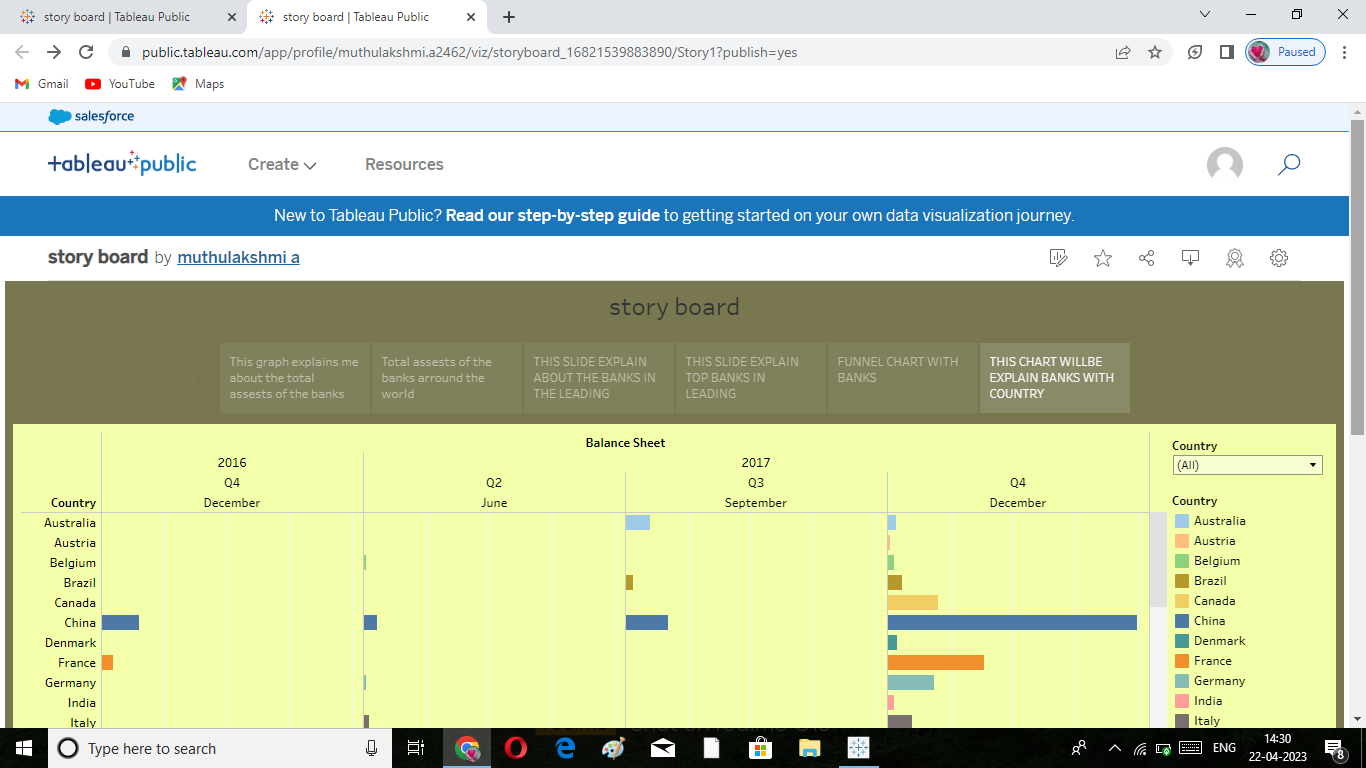 story board | Tableau Public
story board | Tableau Public
public.tableau.com/app/profile/muthulakshmi.a2462/viz/storyboard_16821539883890/Story1?publish=yes
Paused
Gmail
YouTube
Maps
salesforce
+ableau+public
Create
Resources
New to Tableau Public? Read our step-by-step guide to getting started on your own data visualization journey.
story board by muthulakshmi a
story board
This graph explains me
about the total
assests of the banks
Total assests of the
banks arround the
world
THIS SLIDE EXPLAIN
ABOUT THE BANKS IN
THE LEADING
THIS SLIDE EXPLAIN
TOP BANKS IN
LEADING
FUNNEL CHART WITH
BANKS
THIS CHART WILLBE
EXPLAIN BANKS WITH
COUNTRY
Balance Sheet
2016
2017
Q4
Q2
Q3
Q4
Country
December
June
September
December
Australia
Austria
Belgium
Brazil
Canada
China
Denmark
France
Germany
India
Italy
Country
(All)
Country
Australia
Austria
Belgium
Brazil
Canada
China
Denmark
France
Germany
India
Italy
Type here to search
ENG
14:30
22-04-2023
8